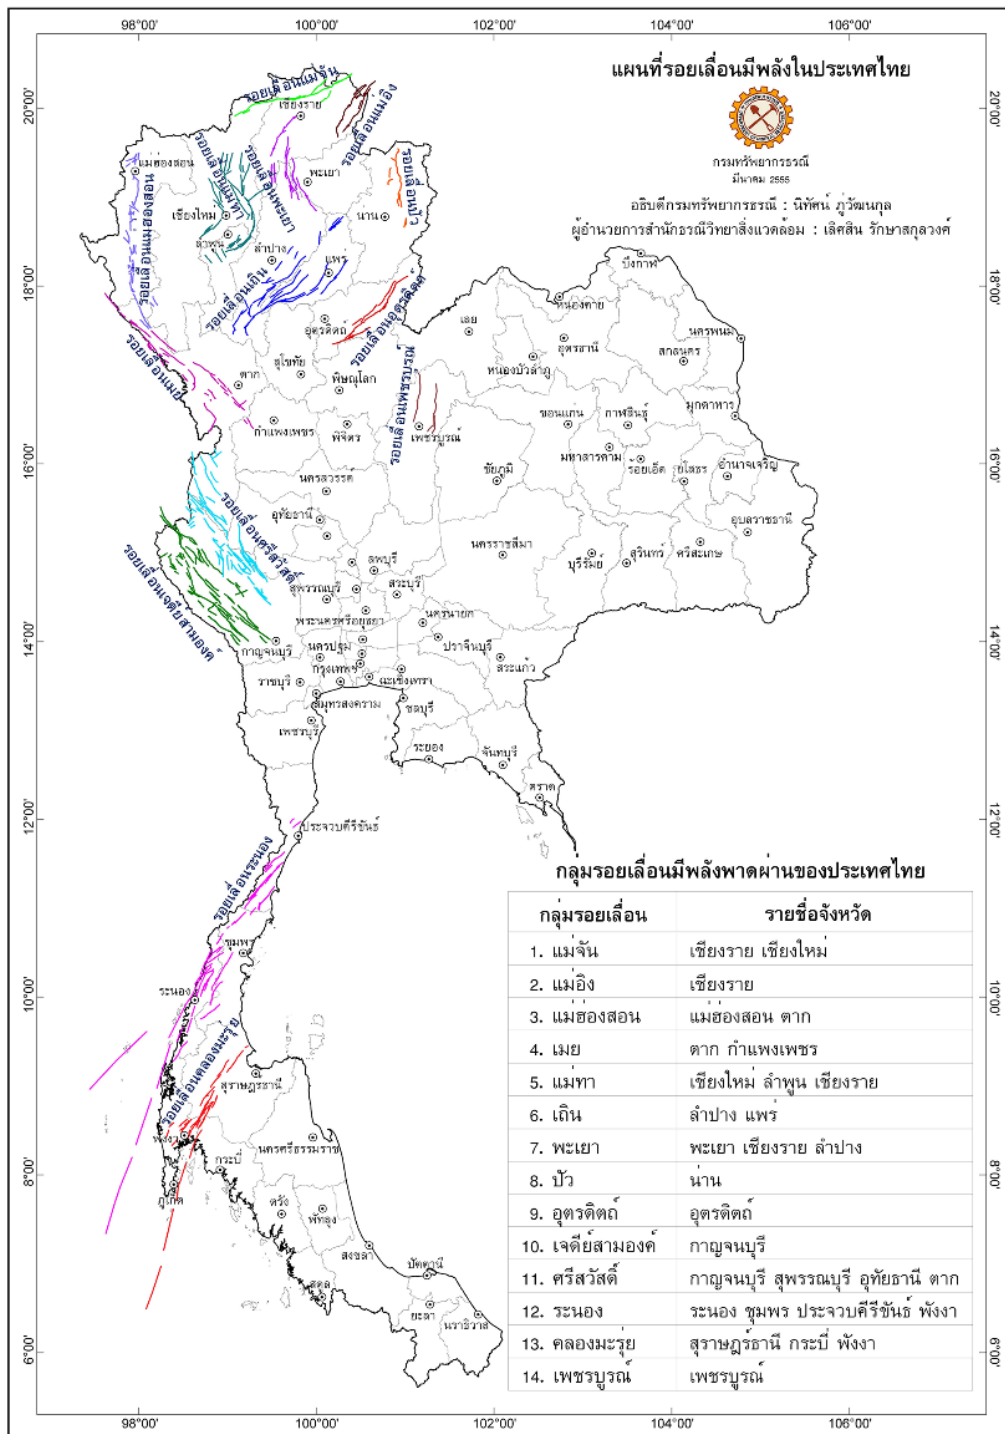 98°00' 100°00' 102°00' 104°00' 106°00'
แผนที่รอยเลื่อนมีพลังในประเทศไทย
กรมทรัพยากรธรณี
มีนาคม 2555
อธิบดีกรมทรัพยากรธรณี : นิทัศน์ ภู่วัฒนกุล
ผู้อำนวยการสำนักธรณีวิทยาสิ่งแวดล้อม : เลิศสิน รักษาสกุลวงศ์
20°00'
20°00'
รอยเลื่อนแม่จัน
เชียงราย
รอยเลื่อนแม่อิง
แม่ฮ่องสอน
รอยเลื่อนแม่ฮ่องสอน
รอยเลื่อนแม่ทา
รอยเลื่อนพะเยา
พะเยา
รอยเลื่อนปัว
น่าน
เชียงใหม่
ลำพูน
ลำปาง
แพร่
บึงกาฬ
18°00'
18°00'
รอยเลื่อนเถิน
รอยเลื่อนอุตรดิตถ์
อุตรดิตถ์
เลย
หนองคาย
อุดรธานี
นครพนม
สกลนคร
หนองบัวลำภู
รอยเลื่อนเมย
สุโขทัย
ตาก
พิษณุโลก
รอยเลื่อนเพชรบูรณ์
กำแพงเพชร
พิจิตร
เพชรบูรณ์
ขอนแก่น
กาฬสินธุ์
มุกดาหาร
16°00'
16°00'
มหาสารคาม
ร้อยเอ็ด
ยโสธร
อำนาจเจริญ
ชัยภูมิ
นครสวรรค์
อุทัยธานี
รอยเลื่อนศรีสวัสดิ์
รอยเลื่อนเจดีย์สามองค์
อุบลราชธานี
นครราชสีมา
บุรีรัมย์
สุรินทร์
ศรีสะเกษ
ลพบุรี
สุพรรณบุรี
สระบุรี
พระนครศรีอยุธยา
นครนายก
14°00'
14°00'
กาญจนบุรี
นครปฐม
ปราจีนบุรี
กรุงเทพฯ
สระแก้ว
ราชบุรี
ฉะเชิงเทรา
สมุทรสงคราม
ชลบุรี
เพชรบุรี
ระยอง
จันทบุรี
ตราด
12°00'
12°00'
ประจวบคีรีขันธ์
รอยเลื่อนระนอง
ชุมพร
ระนอง
10°00'
10°00'
รอยเลื่อนคลองมะรุ่ย
สุราษฎร์ธานี
พังงา
นครศรีธรรมราช
กระบี่
8°00'
8°00'
ภูเก็ต
ตรัง
พัทลุง
สงขลา
ปัตตานี
สตูล
ยะลา
นราธิวาส
6°00'
6°00'
กลุ่มรอยเลื่อนมีพลังพาดผ่านของประเทศไทย
กลุ่มรอยเลื่อน รายชื่อจังหวัด
1. แม่จัน เชียงราย เชียงใหม่
2. แม่อิง เชียงราย
3. แม่ฮ่องสอน แม่ฮ่องสอน ตาก
4. เมย ตาก กำแพงเพชร
5. แม่ทา เชียงใหม่ ลำพูน เชียงราย
6. เถิน ลำปาง แพร่
7. พะเยา พะเยา เชียงราย ลำปาง
8. ปัว น่าน
9. อุตรดิตถ์ อุตรดิตถ์
10. เจดีย์สามองค์ กาญจนบุรี
11. ศรีสวัสดิ์ กาญจนบุรี สุพรรณบุรี อุทัยธานี ตาก
12. ระนอง ระนอง ชุมพร ประจวบคีรีขันธ์ พังงา
13. คลองมะรุ่ย สุราษฎร์ธานี กระบี่ พังงา
14. เพชรบูรณ์ เพชรบูรณ์
98°00' 100°00' 102°00' 104°00' 106°00'